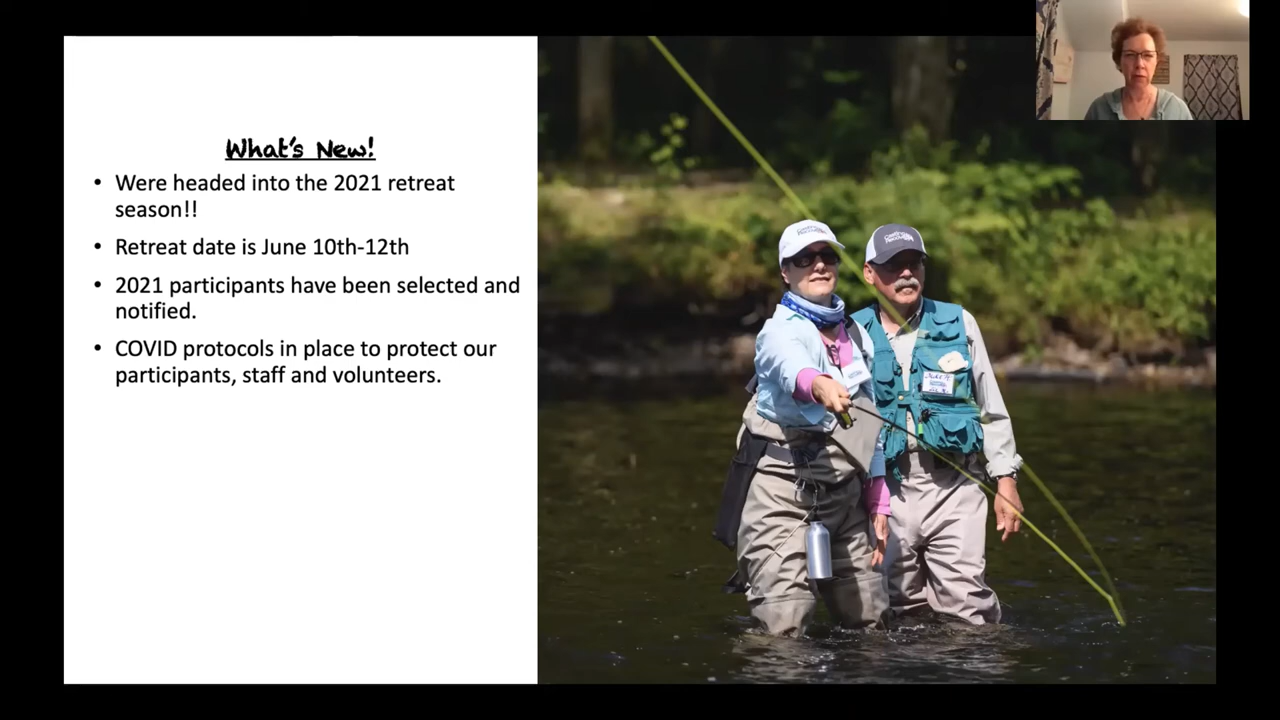 What's New!
• Were headed into the 2021 retreat
season!!
• Retreat date is June 10th-12th
• 2021 participants have been selected and
notified.
• COVID protocols in place to protect our
participants, staff and volunteers.